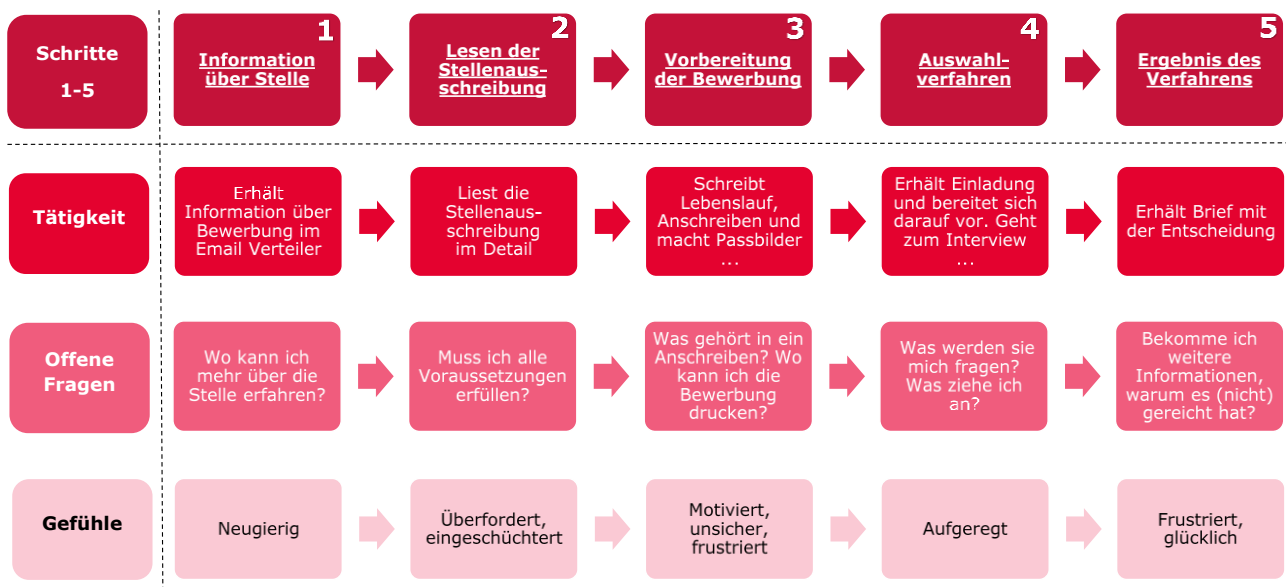 Schritte
1-5
1
Information
über Stelle
2
Lesen der
Stellenaus-
schreibung
3
Vorbereitung
der Bewerbung
4
Auswahl-
verfahren
5
Ergebnis des
Verfahrens
Tätigkeit
Erhält
Information über
Bewerbung im
Email Verteiler
Liest die
Stellenaus-
schreibung
im Detail
Schreibt
Lebenslauf,
Anschreiben und
macht Passbilder
...
Erhält Einladung
und bereitet sich
darauf vor. Geht
zum Interview
...
Erhält Brief mit
der Entscheidung
Offene
Fragen
Wo kann ich
mehr über die
Stelle erfahren?
Muss ich alle
Voraussetzungen
erfüllen?
Was gehört in ein
Anschreiben? Wo
kann ich die
Bewerbung
drucken?
Was werden sie
mich fragen?
Was ziehe ich
an?
Bekomme ich
weitere
Informationen,
warum es (nicht)
gereicht hat?
Gefühle
Neugierig
Überfordert,
eingeschüchtert
Motiviert,
unsicher,
frustriert
Aufgeregt
Frustriert,
glücklich